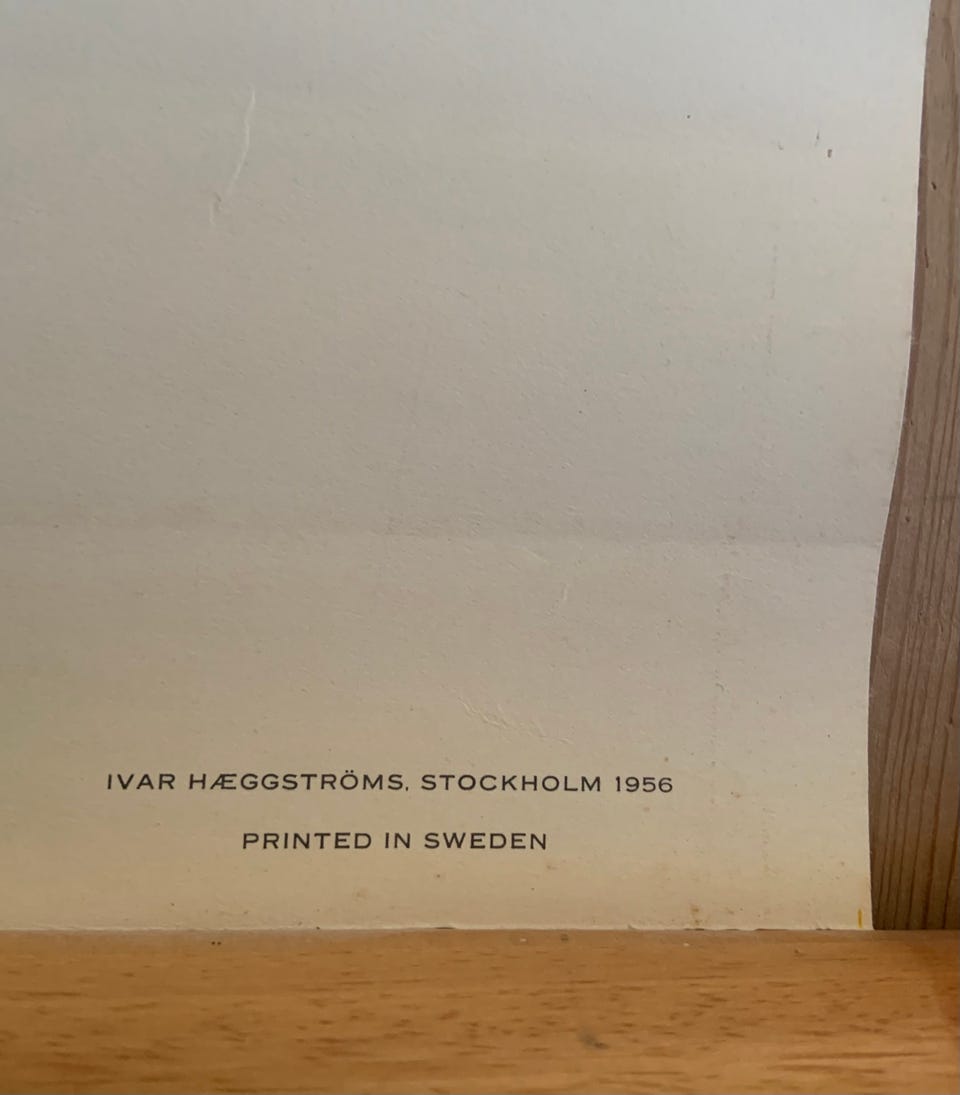 IVAR HÆGGSTRÖMS, STOCKHOLM 1956
PRINTED IN SWEDEN